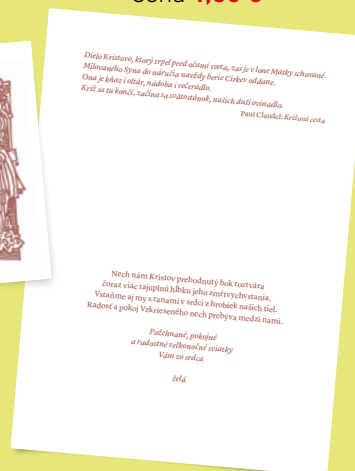 Dielo Kristovo, ktorý trpel pred očami sveta, zas je v lone Matky schované.
Milovaného Syna do náručia navždy berie Cirkev oddane.
Ona je kňaz i oltár, nádoba i večeradlo.
Kríž sa tu končí, začína sa svätostánok, našich duší ovínadlo.
Paul Claudel: Krížová cesta
Nech nám Kristov prebodnutý bok roztvára
čoraz viac tajuplnú hĺbku jeho zmŕtvychvstania.
Vstaňme aj my s ranami v srdci z hrobiek našich tiel.
Radosť a pokoj Vzkrieseného nech prebýva medzi nami.
Požehnané, pokojné
a radostné veľkonočné sviatky
Vám zo srdca
želá